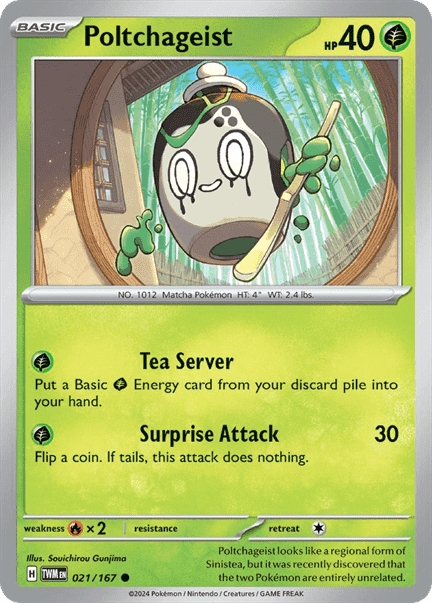 BASIC
Poltchageist
HP 40
NO. 1012 Matcha Pokémon HT: 4" WT: 2.4 lbs.
Tea Server
Put a Basic Energy card from your discard pile into
your hand.
Surprise Attack 30
Flip a coin. If tails, this attack does nothing.
weakness ×2 resistance retreat
Illus. Souichirou Gunjima
H TWM EN 021/167
Poltchageist looks like a regional form of
Sinistea, but it was recently discovered that
the two Pokémon are entirely unrelated.
©2024 Pokémon / Nintendo / Creatures / GAME FREAK